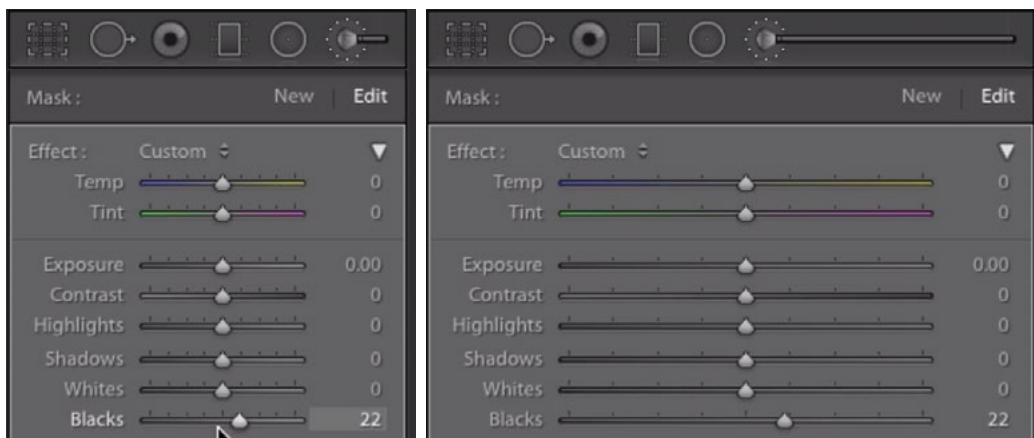 Mask : New | Edit
Effect : Custom
Temp 0
Tint 0
Exposure 0.00
Contrast 0
Highlights 0
Shadows 0
Whites 0
Blacks 22
Mask : New | Edit
Effect : Custom
Temp 0
Tint 0
Exposure 0.00
Contrast 0
Highlights 0
Shadows 0
Whites 0
Blacks 22